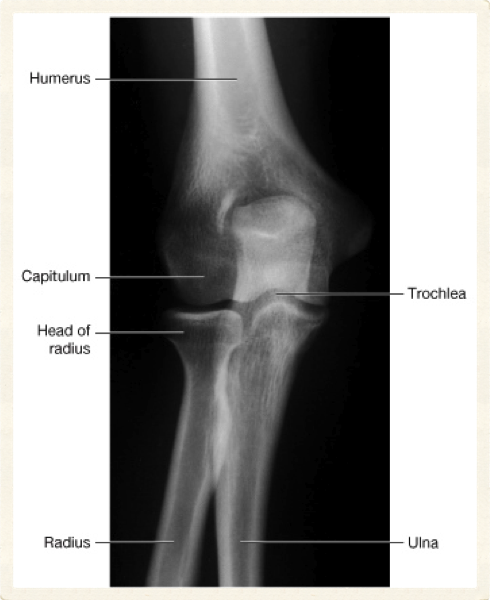 Humerus
Capitulum
Trochlea
Head of
radius
Radius
Ulna